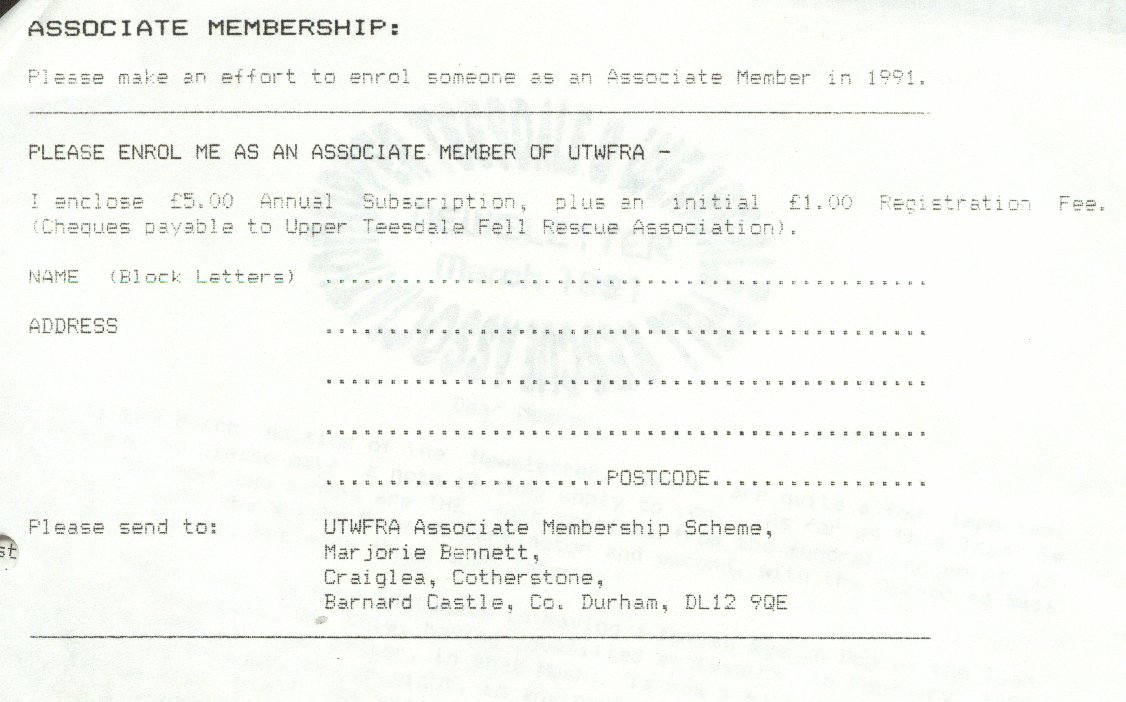 ASSOCIATE MEMBERSHIP:
Please make an effort to enrol someone as an Associate Member in 1991.
PLEASE ENROL ME AS AN ASSOCIATE MEMBER OF UTWFRA -
I enclose £5.00 Annual Subscription, plus an initial £1.00 Registration Fee.
(Cheques payable to Upper Teesdale Fell Rescue Association).
NAME (Block Letters) ...............................................
ADDRESS ...............................................
...............................................
...............................................
......................POSTCODE.................
Please send to: UTWFRA Associate Membership Scheme,
Marjorie Bennett,
st
Craiglea, Cotherstone,
Barnard Castle, Co. Durham, DL12 9QE